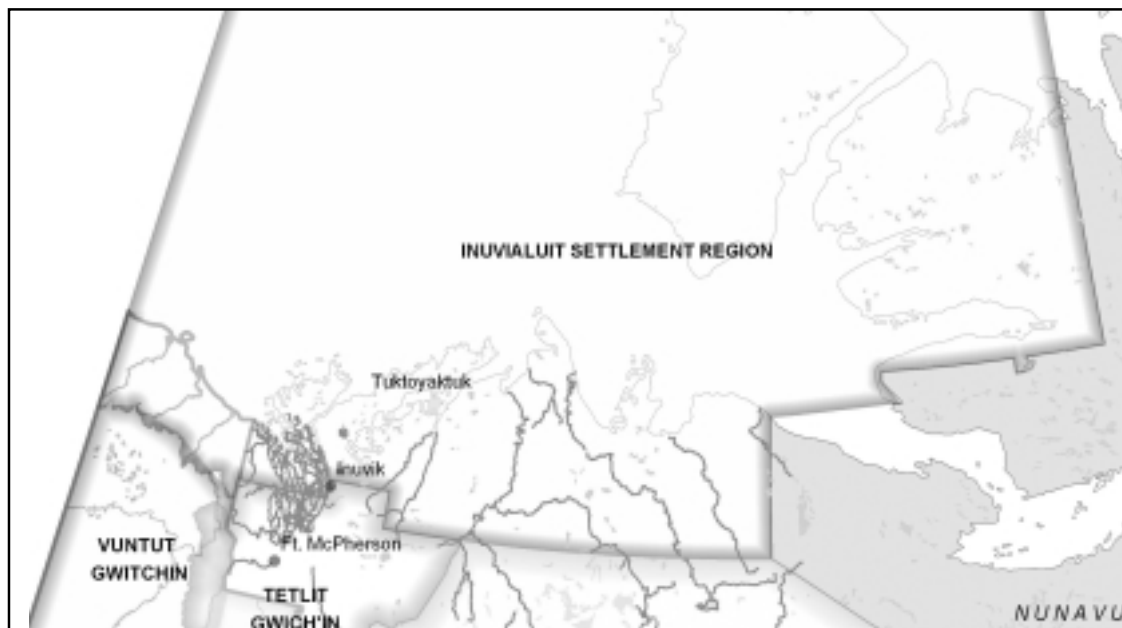 INUVIALUIT SETTLEMENT REGION
Tuktoyaktuk
Inuvik
Ft. McPherson
VUNTUT
GWITCHIN
TETLIT
GWICH'IN
NUNAVU